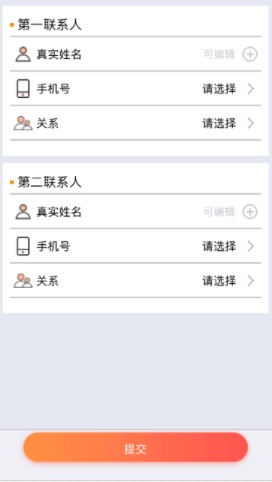 第一联系人
真实姓名 可编辑
手机号 请选择
关系 请选择
第二联系人
真实姓名 可编辑
手机号 请选择
关系 请选择
提交